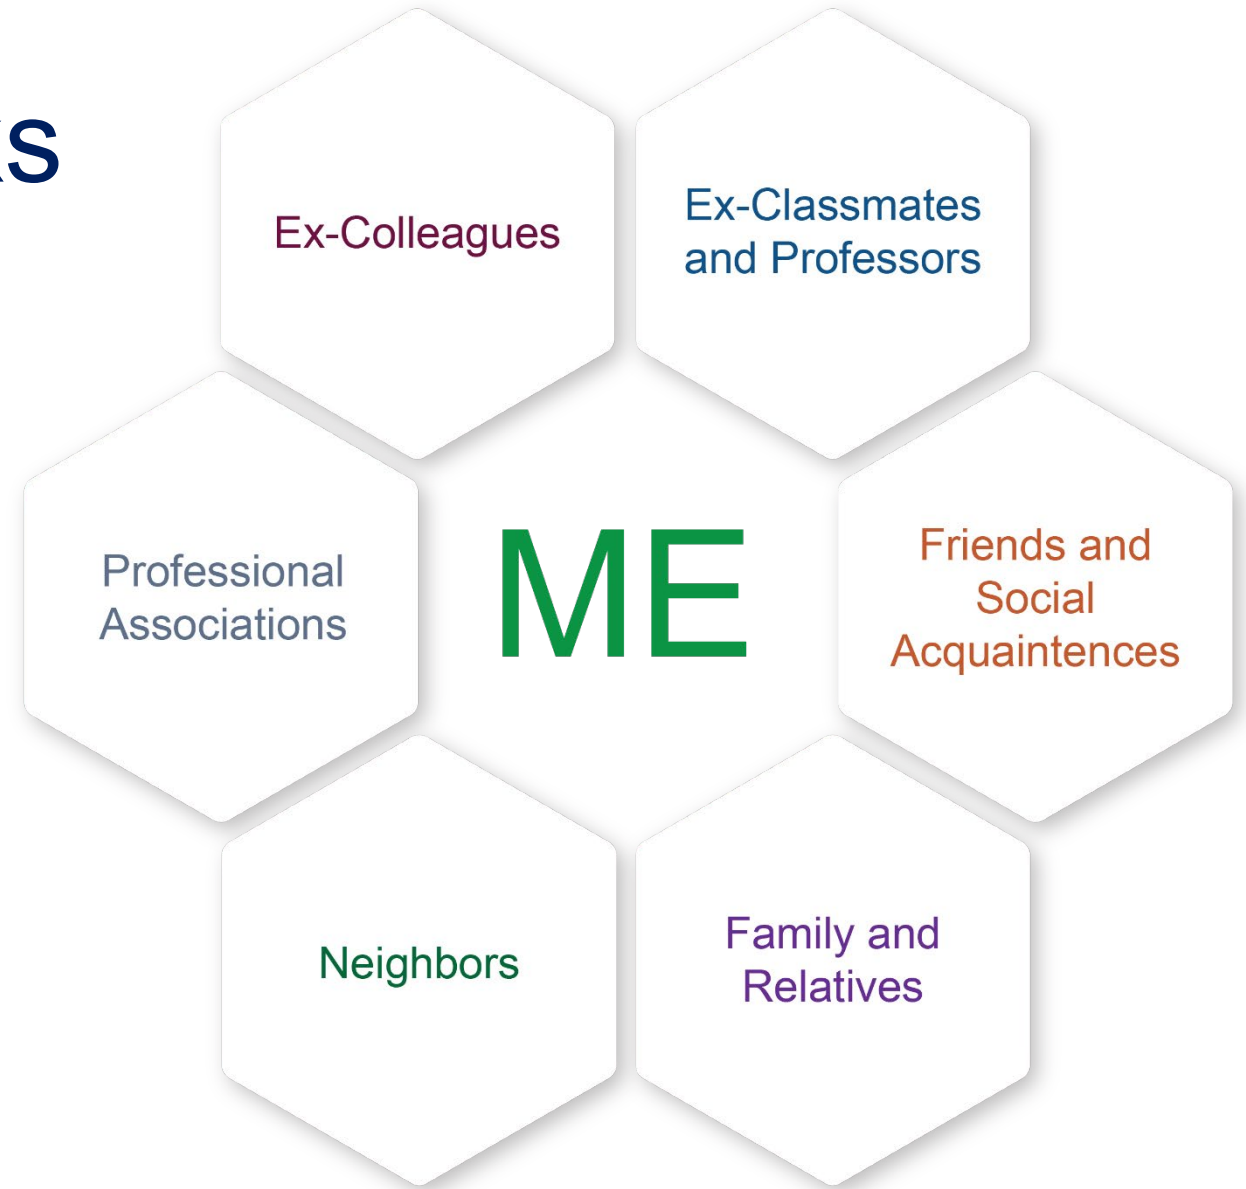 Ex-Colleagues
Ex-Classmates
and Professors
Professional
Associations
ME
Friends and
Social
Acquaintences
Neighbors
Family and
Relatives